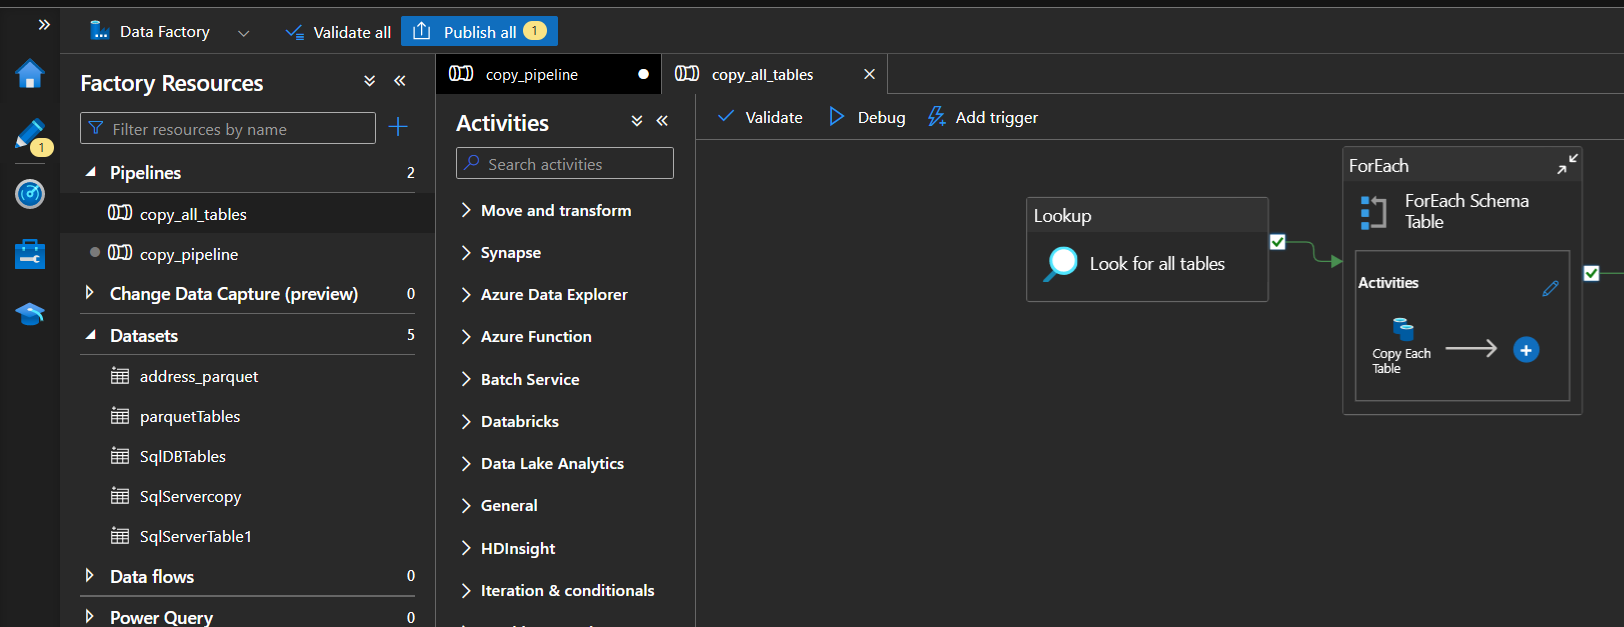 Data Factory
Validate all
Publish all 1
Factory Resources
Filter resources by name
1
Pipelines 2
copy_all_tables
copy_pipeline
Change Data Capture (preview) 0
Datasets 5
address_parquet
parquetTables
SqlDBTables
SqlServercopy
SqlServerTable1
Data flows 0
Power Query 0
copy_pipeline
copy_all_tables
Activities
Search activities
Move and transform
Synapse
Azure Data Explorer
Azure Function
Batch Service
Databricks
Data Lake Analytics
General
HDInsight
Iteration & conditionals
Validate
Debug
Add trigger
Lookup
Look for all tables
ForEach
ForEach Schema
Table
Activities
Copy Each
Table